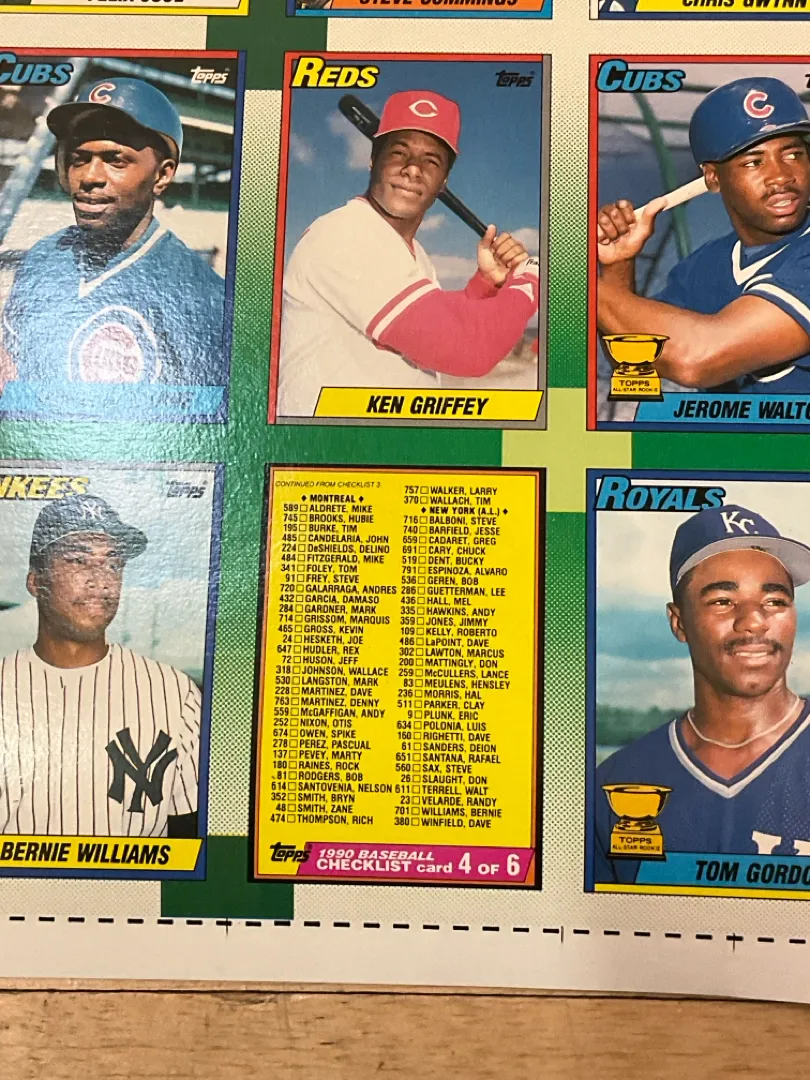 STEVE CUMMINGS
CHRIS GWYNN
CUBS
TOPPS
C
REDS
TOPPS
C
KEN GRIFFEY
CUBS
C
TOPPS
ALL-STAR ROOKIE
JEROME WALTO
NKEES
TOPPS
NY
NY
BERNIE WILLIAMS
CONTINUED FROM CHECKLIST 3
♦ MONTREAL ♦
589 □ ALDRETE, MIKE
745 □ BROOKS, HUBIE
195 □ BURKE, TIM
485 □ CANDELARIA, JOHN
224 □ DeSHIELDS, DELINO
484 □ FITZGERALD, MIKE
341 □ FOLEY, TOM
91 □ FREY, STEVE
720 □ GALARRAGA, ANDRES
432 □ GARCIA, DAMASO
284 □ GARDNER, MARK
714 □ GRISSOM, MARQUIS
465 □ GROSS, KEVIN
24 □ HESKETH, JOE
647 □ HUDLER, REX
72 □ HUSON, JEFF
318 □ JOHNSON, WALLACE
530 □ LANGSTON, MARK
228 □ MARTINEZ, DAVE
763 □ MARTINEZ, DENNY
559 □ McGAFFIGAN, ANDY
252 □ NIXON, OTIS
674 □ OWEN, SPIKE
278 □ PEREZ, PASCUAL
137 □ PEVEY, MARTY
180 □ RAINES, ROCK
81 □ RODGERS, BOB
614 □ SANTOVENIA, NELSON
352 □ SMITH, BRYN
48 □ SMITH, ZANE
474 □ THOMPSON, RICH
757 □ WALKER, LARRY
370 □ WALLACH, TIM
♦ NEW YORK (A.L.) ♦
716 □ BALBONI, STEVE
740 □ BARFIELD, JESSE
659 □ CADARET, GREG
691 □ CARY, CHUCK
519 □ DENT, BUCKY
791 □ ESPINOZA, ALVARO
536 □ GEREN, BOB
286 □ GUETTERMAN, LEE
436 □ HALL, MEL
335 □ HAWKINS, ANDY
359 □ JONES, JIMMY
109 □ KELLY, ROBERTO
486 □ LaPOINT, DAVE
302 □ LAWTON, MARCUS
200 □ MATTINGLY, DON
259 □ McCULLERS, LANCE
83 □ MEULENS, HENSLEY
236 □ MORRIS, HAL
511 □ PARKER, CLAY
9 □ PLUNK, ERIC
634 □ POLONIA, LUIS
160 □ RIGHETTI, DAVE
61 □ SANDERS, DEION
651 □ SANTANA, RAFAEL
560 □ SAX, STEVE
26 □ SLAUGHT, DON
611 □ TERRELL, WALT
23 □ VELARDE, RANDY
701 □ WILLIAMS, BERNIE
380 □ WINFIELD, DAVE
TOPPS 1990 BASEBALL
CHECKLIST card 4 OF 6
ROYALS
KC
TOPPS
ALL-STAR ROOKIE
TOM GORDO